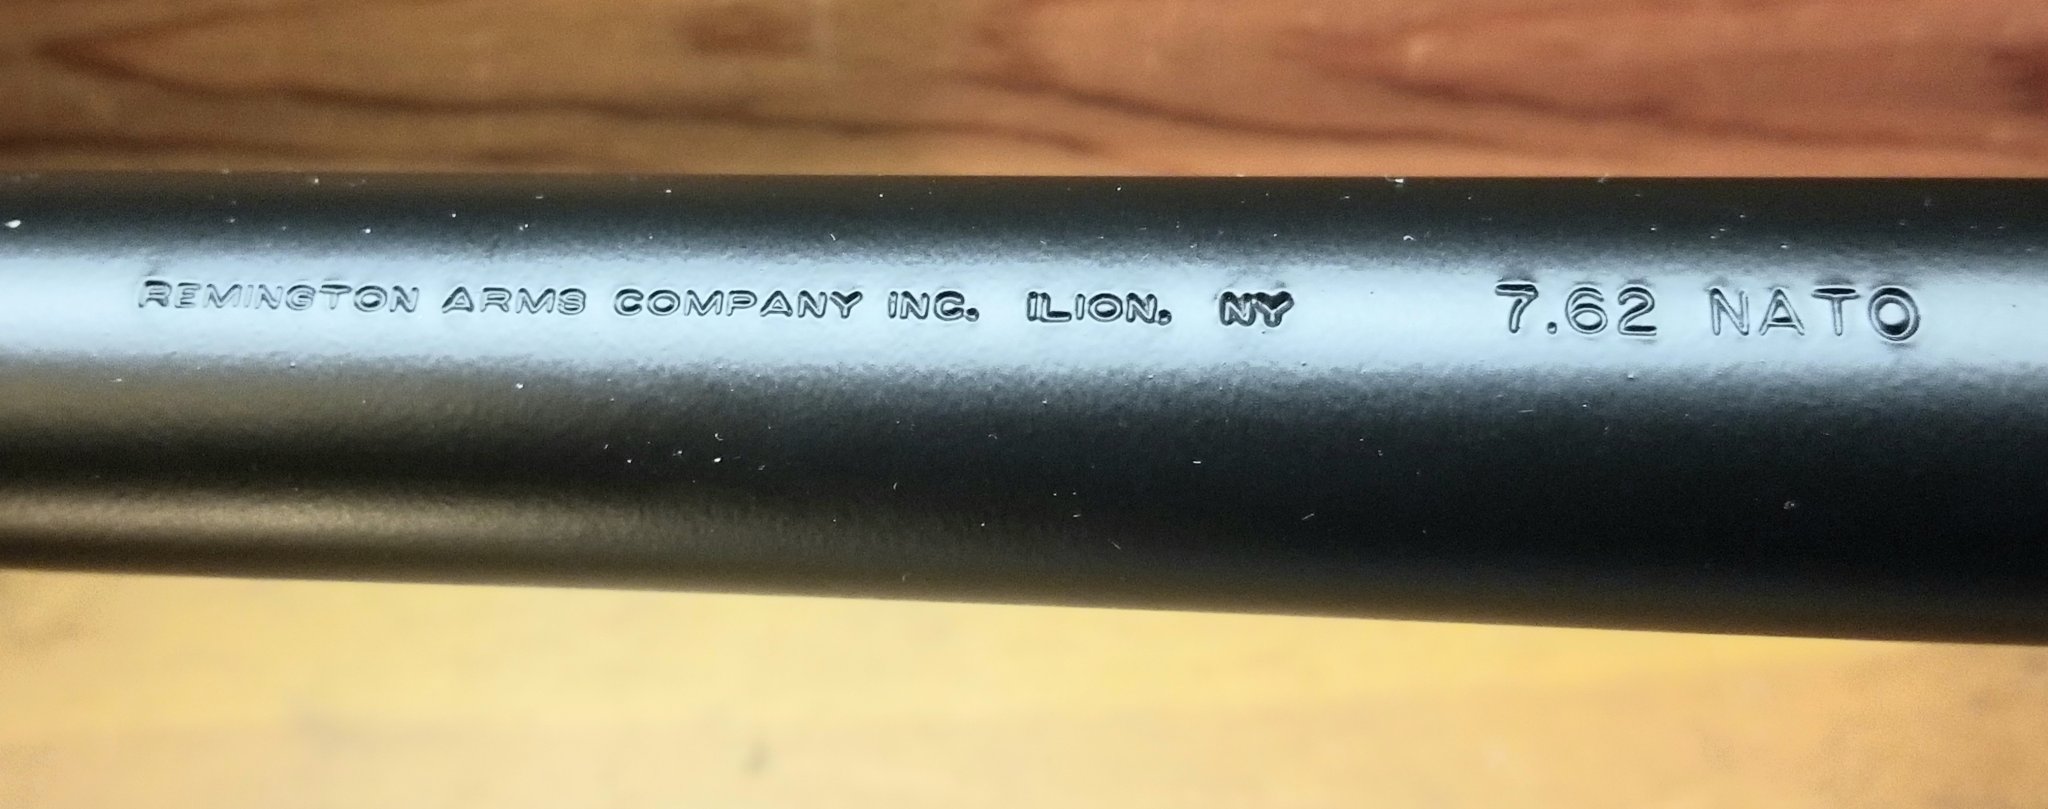 REMINGTON ARMS COMPANY INC. ILION, NY 7.62 NATO